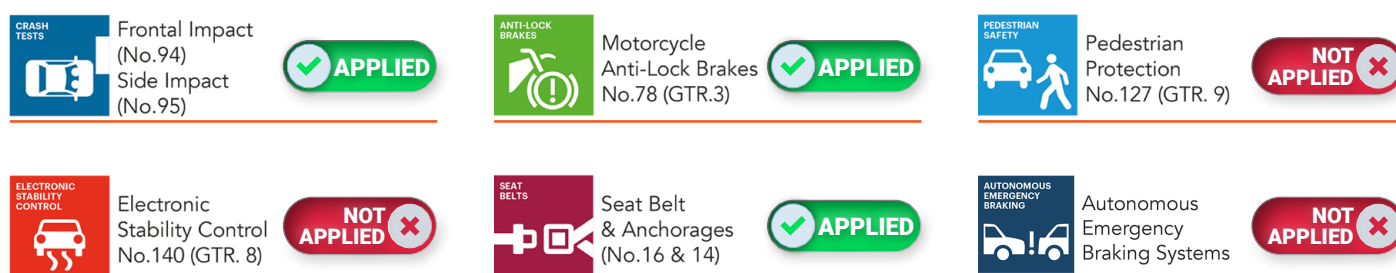 CRASH
TESTS
Frontal Impact
(No.94)
Side Impact
(No.95)
APPLIED
ANTI-LOCK
BRAKES
Motorcycle
Anti-Lock Brakes
No.78 (GTR.3)
APPLIED
PEDESTRIAN
SAFETY
Pedestrian
Protection
No.127 (GTR. 9)
NOT
APPLIED
ELECTRONIC
STABILITY
CONTROL
Electronic
Stability Control
No.140 (GTR. 8)
NOT
APPLIED
SEAT
BELTS
Seat Belt
& Anchorages
(No.16 & 14)
APPLIED
AUTONOMOUS
EMERGENCY
BRAKING
Autonomous
Emergency
Braking Systems
NOT
APPLIED